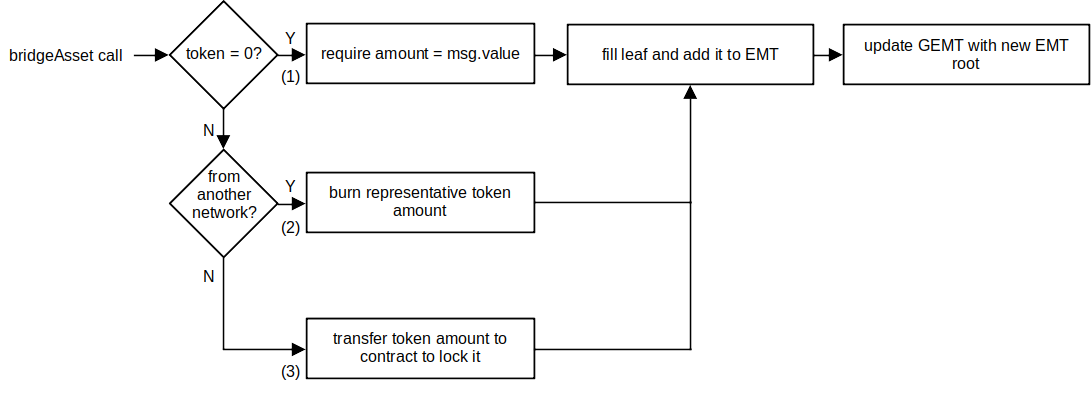 bridgeAsset call
token = 0?
Y
(1)
require amount = msg.value
fill leaf and add it to EMT
update GEMT with new EMT
root
N
from
another
network?
Y
(2)
burn representative token
amount
N
(3)
transfer token amount to
contract to lock it